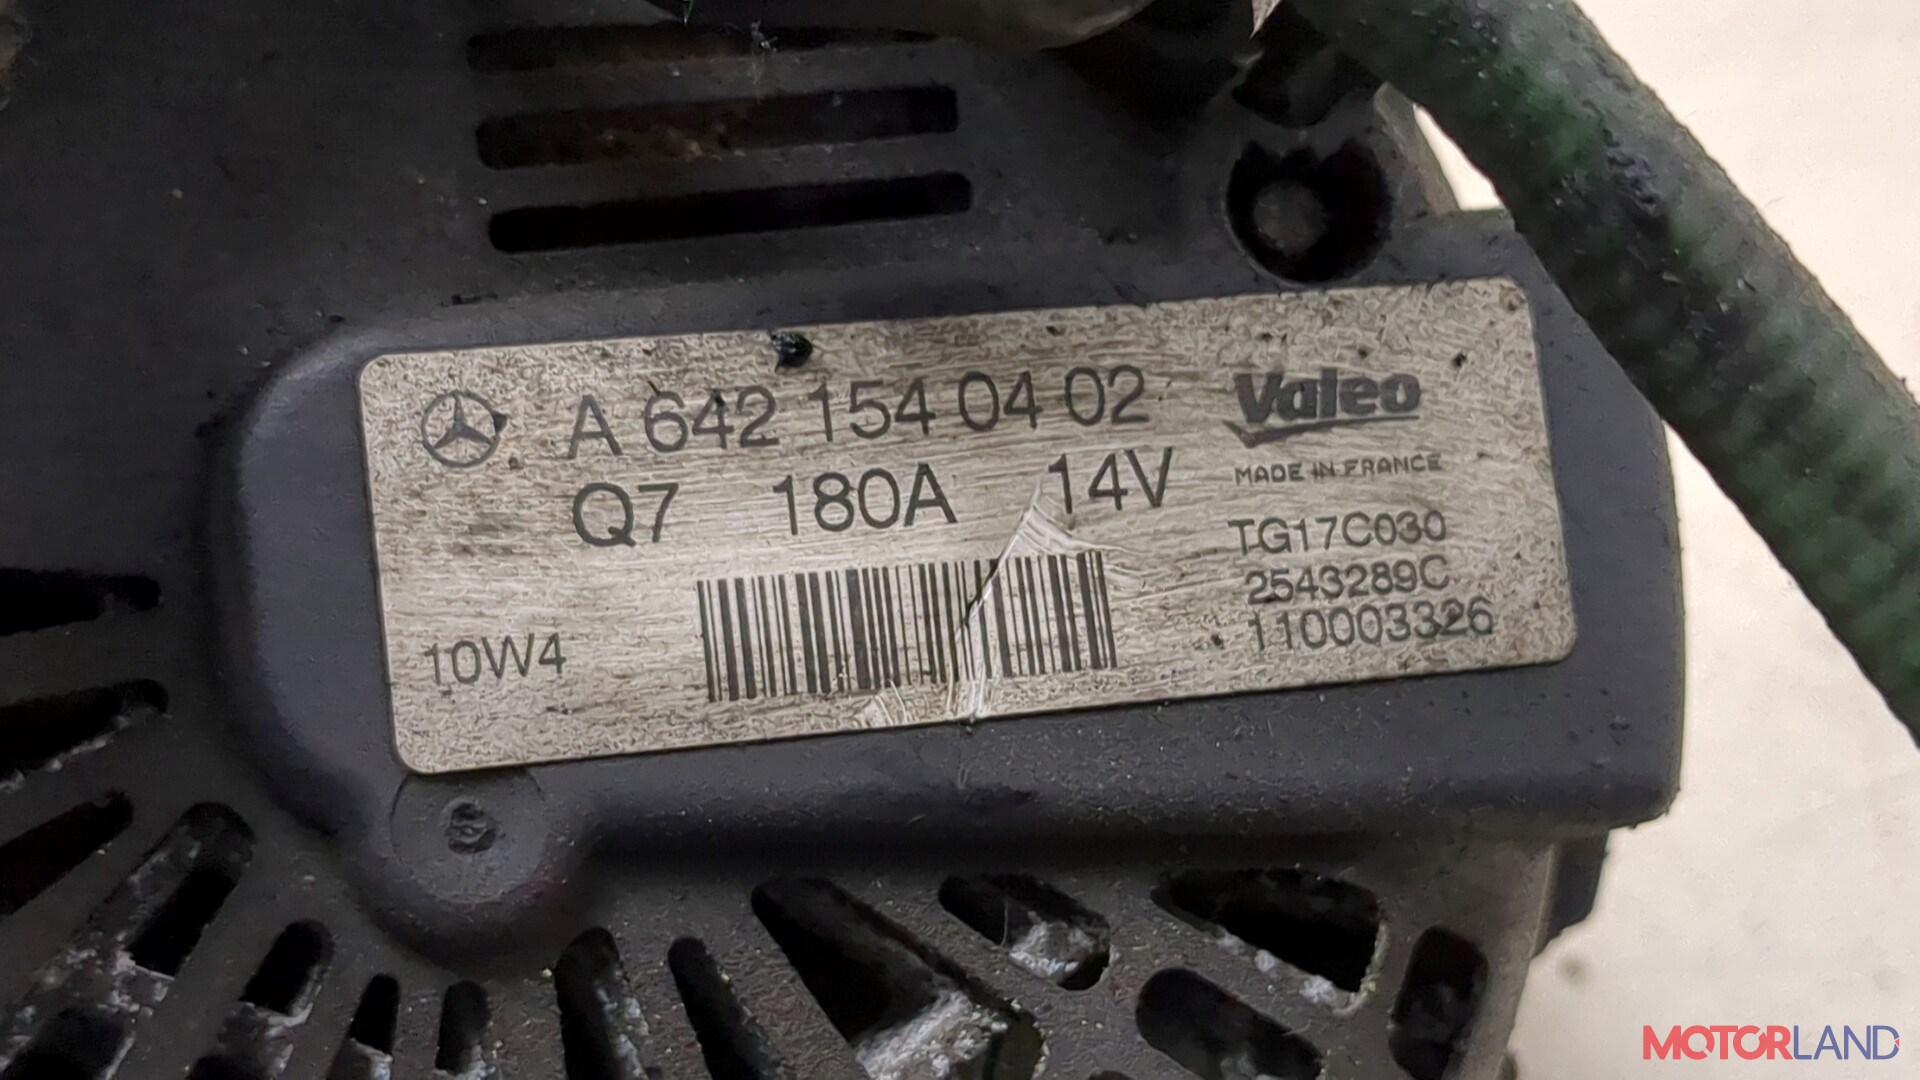 A 642 154 04 02
Q7 180A 14V
10W4
Valeo
MADE IN FRANCE
TG17C030
2543289C
110003326
MOTORLAND